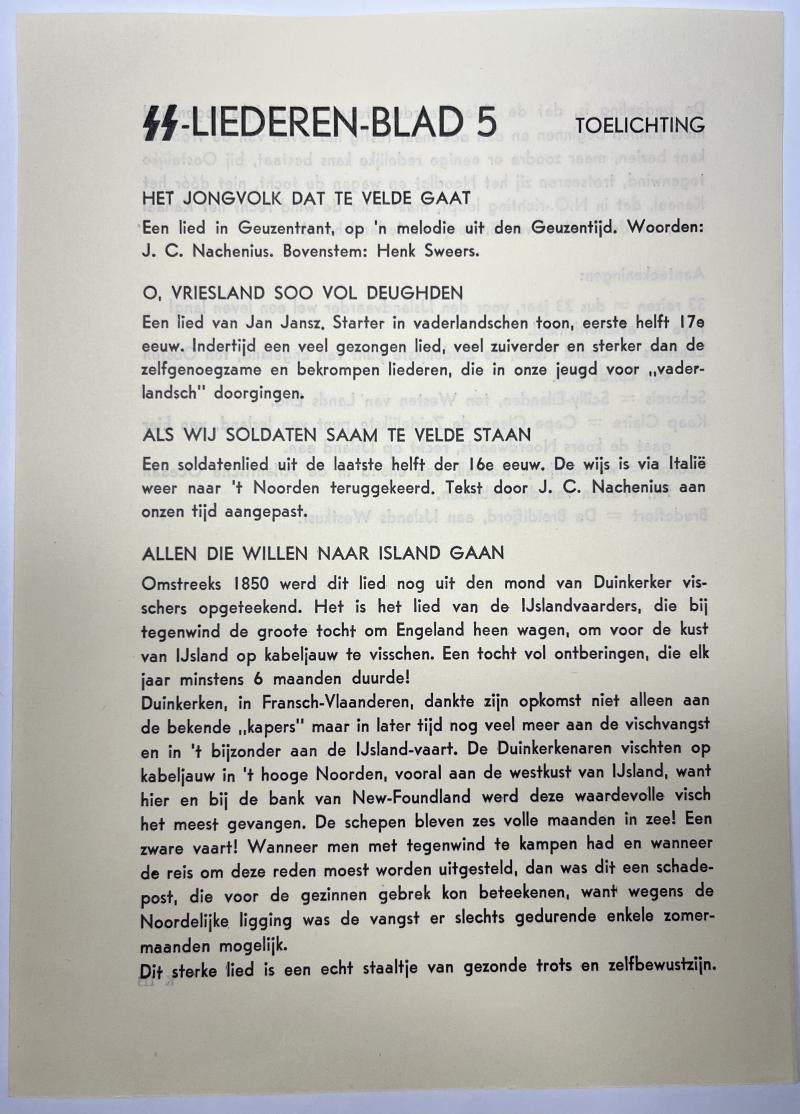 SS-LIEDEREN-BLAD 5 TOELICHTING
HET JONGVOLK DAT TE VELDE GAAT
Een lied in Geuzentrant, op 'n melodie uit den Geuzentijd. Woorden:
J. C. Nachenius. Bovenstem: Henk Sweers.
O, VRIESLAND SOO VOL DEUGHDEN
Een lied van Jan Jansz. Starter in vaderlandschen toon, eerste helft 17e
eeuw. Indertijd een veel gezongen lied, veel zuiverder en sterker dan de
zelfgenoegzame en bekrompen liederen, die in onze jeugd voor „vader-
landsch" doorgingen.
ALS WIJ SOLDATEN SAAM TE VELDE STAAN
Een soldatenlied uit de laatste helft der 16e eeuw. De wijs is via Italië
weer naar 't Noorden teruggekeerd. Tekst door J. C. Nachenius aan
onzen tijd aangepast.
ALLEN DIE WILLEN NAAR ISLAND GAAN
Omstreeks 1850 werd dit lied nog uit den mond van Duinkerker vis-
schers opgeteekend. Het is het lied van de IJslandvaarders, die bij
tegenwind de groote tocht om Engeland heen wagen, om voor de kust
van IJsland op kabeljauw te visschen. Een tocht vol ontberingen, die elk
jaar minstens 6 maanden duurde!
Duinkerken, in Fransch-Vlaanderen, dankte zijn opkomst niet alleen aan
de bekende „kapers" maar in later tijd nog veel meer aan de vischvangst
en in 't bijzonder aan de IJsland-vaart. De Duinkerkenaren vischten op
kabeljauw in 't hooge Noorden, vooral aan de westkust van IJsland, want
hier en bij de bank van New-Foundland werd deze waardevolle visch
het meest gevangen. De schepen bleven zes volle maanden in zee! Een
zware vaart! Wanneer men met tegenwind te kampen had en wanneer
de reis om deze reden moest worden uitgesteld, dan was dit een schade-
post, die voor de gezinnen gebrek kon beteekenen, want wegens de
Noordelijke ligging was de vangst er slechts gedurende enkele zomer-
maanden mogelijk.
Dit sterke lied is een echt staaltje van gezonde trots en zelfbewustzijn.